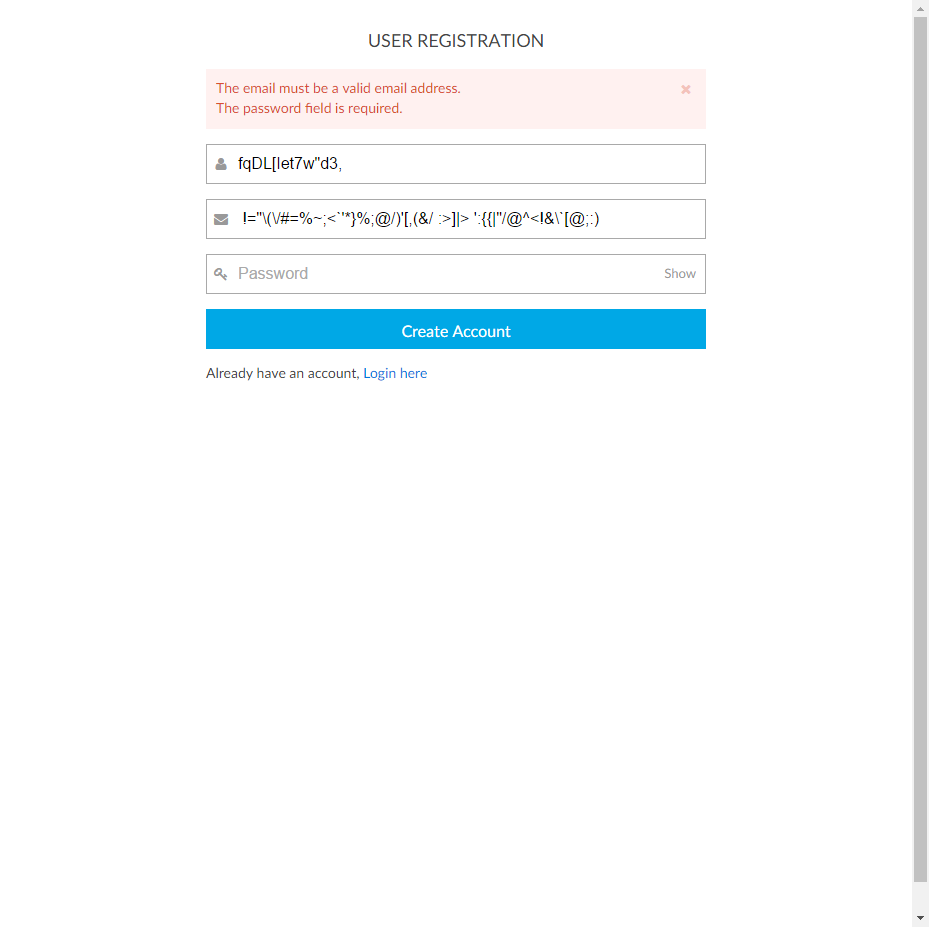 USER REGISTRATION
The email must be a valid email address.
The password field is required.
fqDL[Iet7w"d3,
!="\(\/#=%~;<`'*}%;@/)'[,(&/ :>]|> ':{{|"/@^<!&\`[@;:)
Password Show
Create Account
Already have an account, Login here